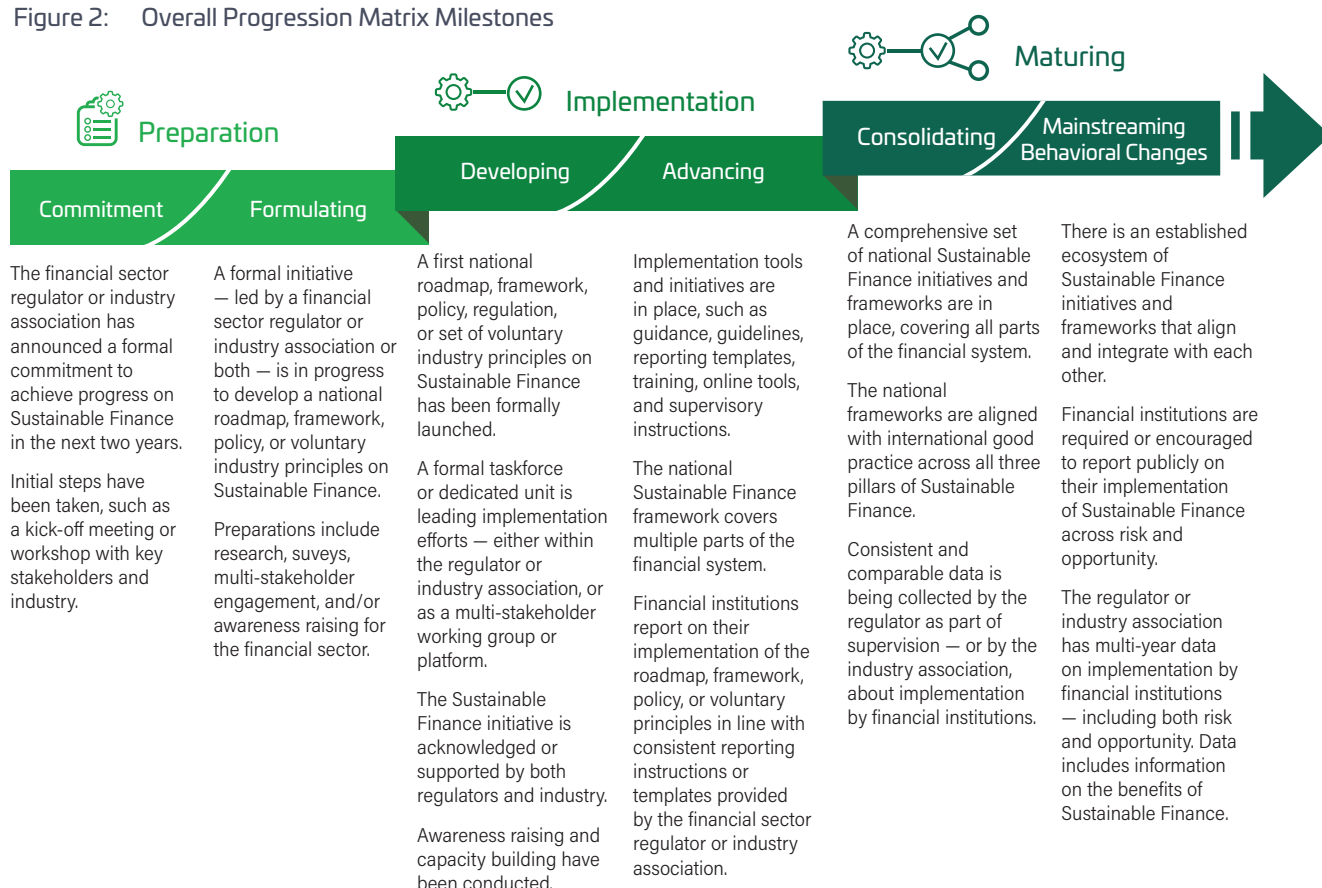 Figure 2: Overall Progression Matrix Milestones
Preparation
Implementation
Maturing
Commitment
Formulating
Developing
Advancing
Consolidating
Mainstreaming
Behavioral Changes
The financial sector
regulator or industry
association has
announced a formal
commitment to
achieve progress on
Sustainable Finance
in the next two years.
Initial steps have
been taken, such as
a kick-off meeting or
workshop with key
stakeholders and
industry.
A formal initiative
— led by a financial
sector regulator or
industry association or
both — is in progress
to develop a national
roadmap, framework,
policy, or voluntary
industry principles on
Sustainable Finance.
Preparations include
research, suveys,
multi-stakeholder
engagement, and/or
awareness raising for
the financial sector.
A first national
roadmap, framework,
policy, regulation,
or set of voluntary
industry principles on
Sustainable Finance
has been formally
launched.
A formal taskforce
or dedicated unit is
leading implementation
efforts — either within
the regulator or
industry association, or
as a multi-stakeholder
working group or
platform.
The Sustainable
Finance initiative is
acknowledged or
supported by both
regulators and industry.
Awareness raising and
capacity building have
been conducted.
Implementation tools
and initiatives are
in place, such as
guidance, guidelines,
reporting templates,
training, online tools,
and supervisory
instructions.
The national
Sustainable Finance
framework covers
multiple parts of the
financial system.
Financial institutions
report on their
implementation of the
roadmap, framework,
policy, or voluntary
principles in line with
consistent reporting
instructions or
templates provided
by the financial sector
regulator or industry
association.
A comprehensive set
of national Sustainable
Finance initiatives and
frameworks are in
place, covering all parts
of the financial system.
The national
frameworks are aligned
with international good
practice across all three
pillars of Sustainable
Finance.
Consistent and
comparable data is
being collected by the
regulator as part of
supervision — or by the
industry association,
about implementation
by financial institutions.
There is an established
ecosystem of
Sustainable Finance
initiatives and
frameworks that align
and integrate with each
other.
Financial institutions are
required or encouraged
to report publicly on
their implementation
of Sustainable Finance
across risk and
opportunity.
The regulator or
industry association
has multi-year data
on implementation by
financial institutions
— including both risk
and opportunity. Data
includes information
on the benefits of
Sustainable Finance.